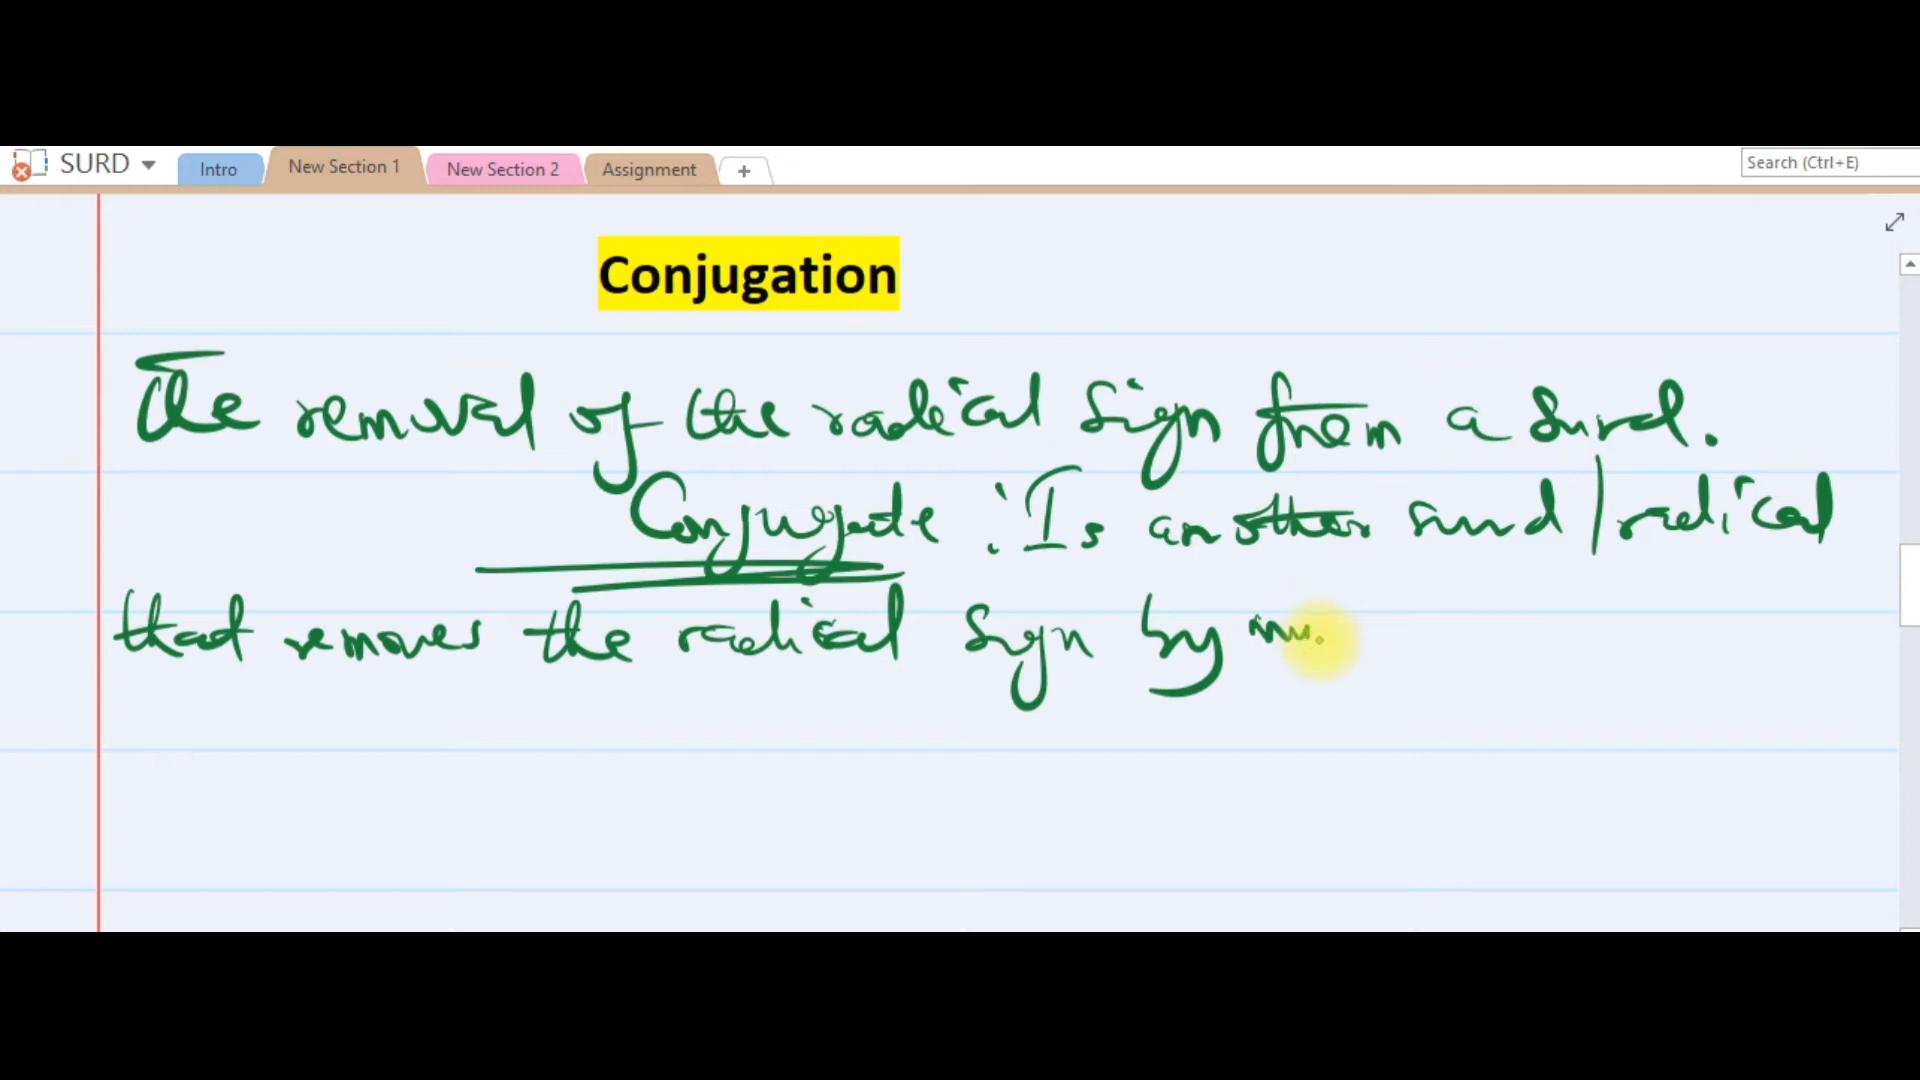 SURD
Intro
New Section 1
New Section 2
Assignment
+
Search (Ctrl+E)
Conjugation
The removal of the radical sign from a surd.
Conjugate : Is another surd/radical
that removes the radical sign by mu